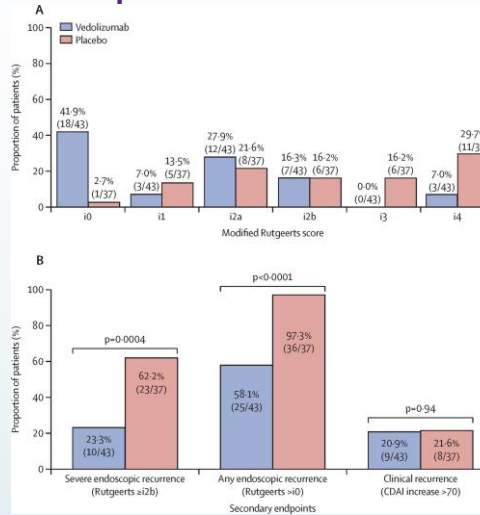 A
Vedolizumab
Placebo
Proportion of patients (%)
100
80
60
40
20
0
41·9%
(18/43)
2·7%
(1/37)
7·0%
(3/43)
13·5%
(5/37)
27·9%
(12/43)
21·6%
(8/37)
16·3%
(7/43)
16·2%
(6/37)
0·0%
(0/43)
16·2%
(6/37)
7·0%
(3/43)
29·7
(11/3
i0 i1 i2a i2b i3 i4
Modified Rutgeerts score
B
Proportion of patients (%)
100
80
60
40
20
0
p=0·0004
p<0·0001
p=0·94
23·3%
(10/43)
62·2%
(23/37)
58·1%
(25/43)
97·3%
(36/37)
20·9%
(9/43)
21·6%
(8/37)
Severe endoscopic recurrence
(Rutgeerts ≥i2b)
Any endoscopic recurrence
(Rutgeerts >i0)
Clinical recurrence
(CDAI increase >70)
Secondary endpoints